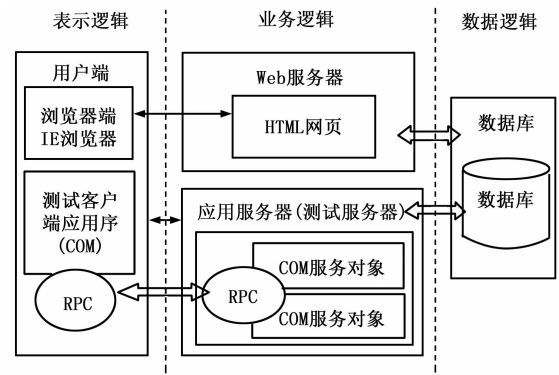 表示逻辑
业务逻辑
数据逻辑
用户端
浏览器端
IE浏览器
测试客户
端应用序
(COM)
RPC
Web服务器
HTML网页
应用服务器(测试服务器)
RPC
COM服务对象
COM服务对象
数据库
数据库